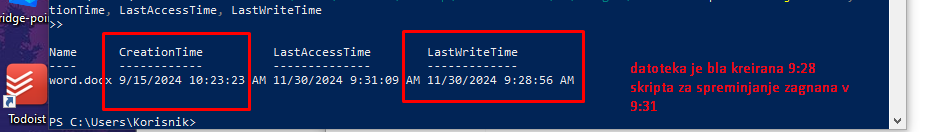 ridge-poi
tionTime, LastAccessTime, LastWriteTime
>>
Name CreationTime LastAccessTime LastWriteTime
---- ------------ -------------- -------------
word.docx 9/15/2024 10:23:23 AM 11/30/2024 9:31:09 AM 11/30/2024 9:28:56 AM
datoteka je bla kreirana 9:28
skripta za spreminjanje zagnana v
9:31
Todoist
PS C:\Users\Korisnik>